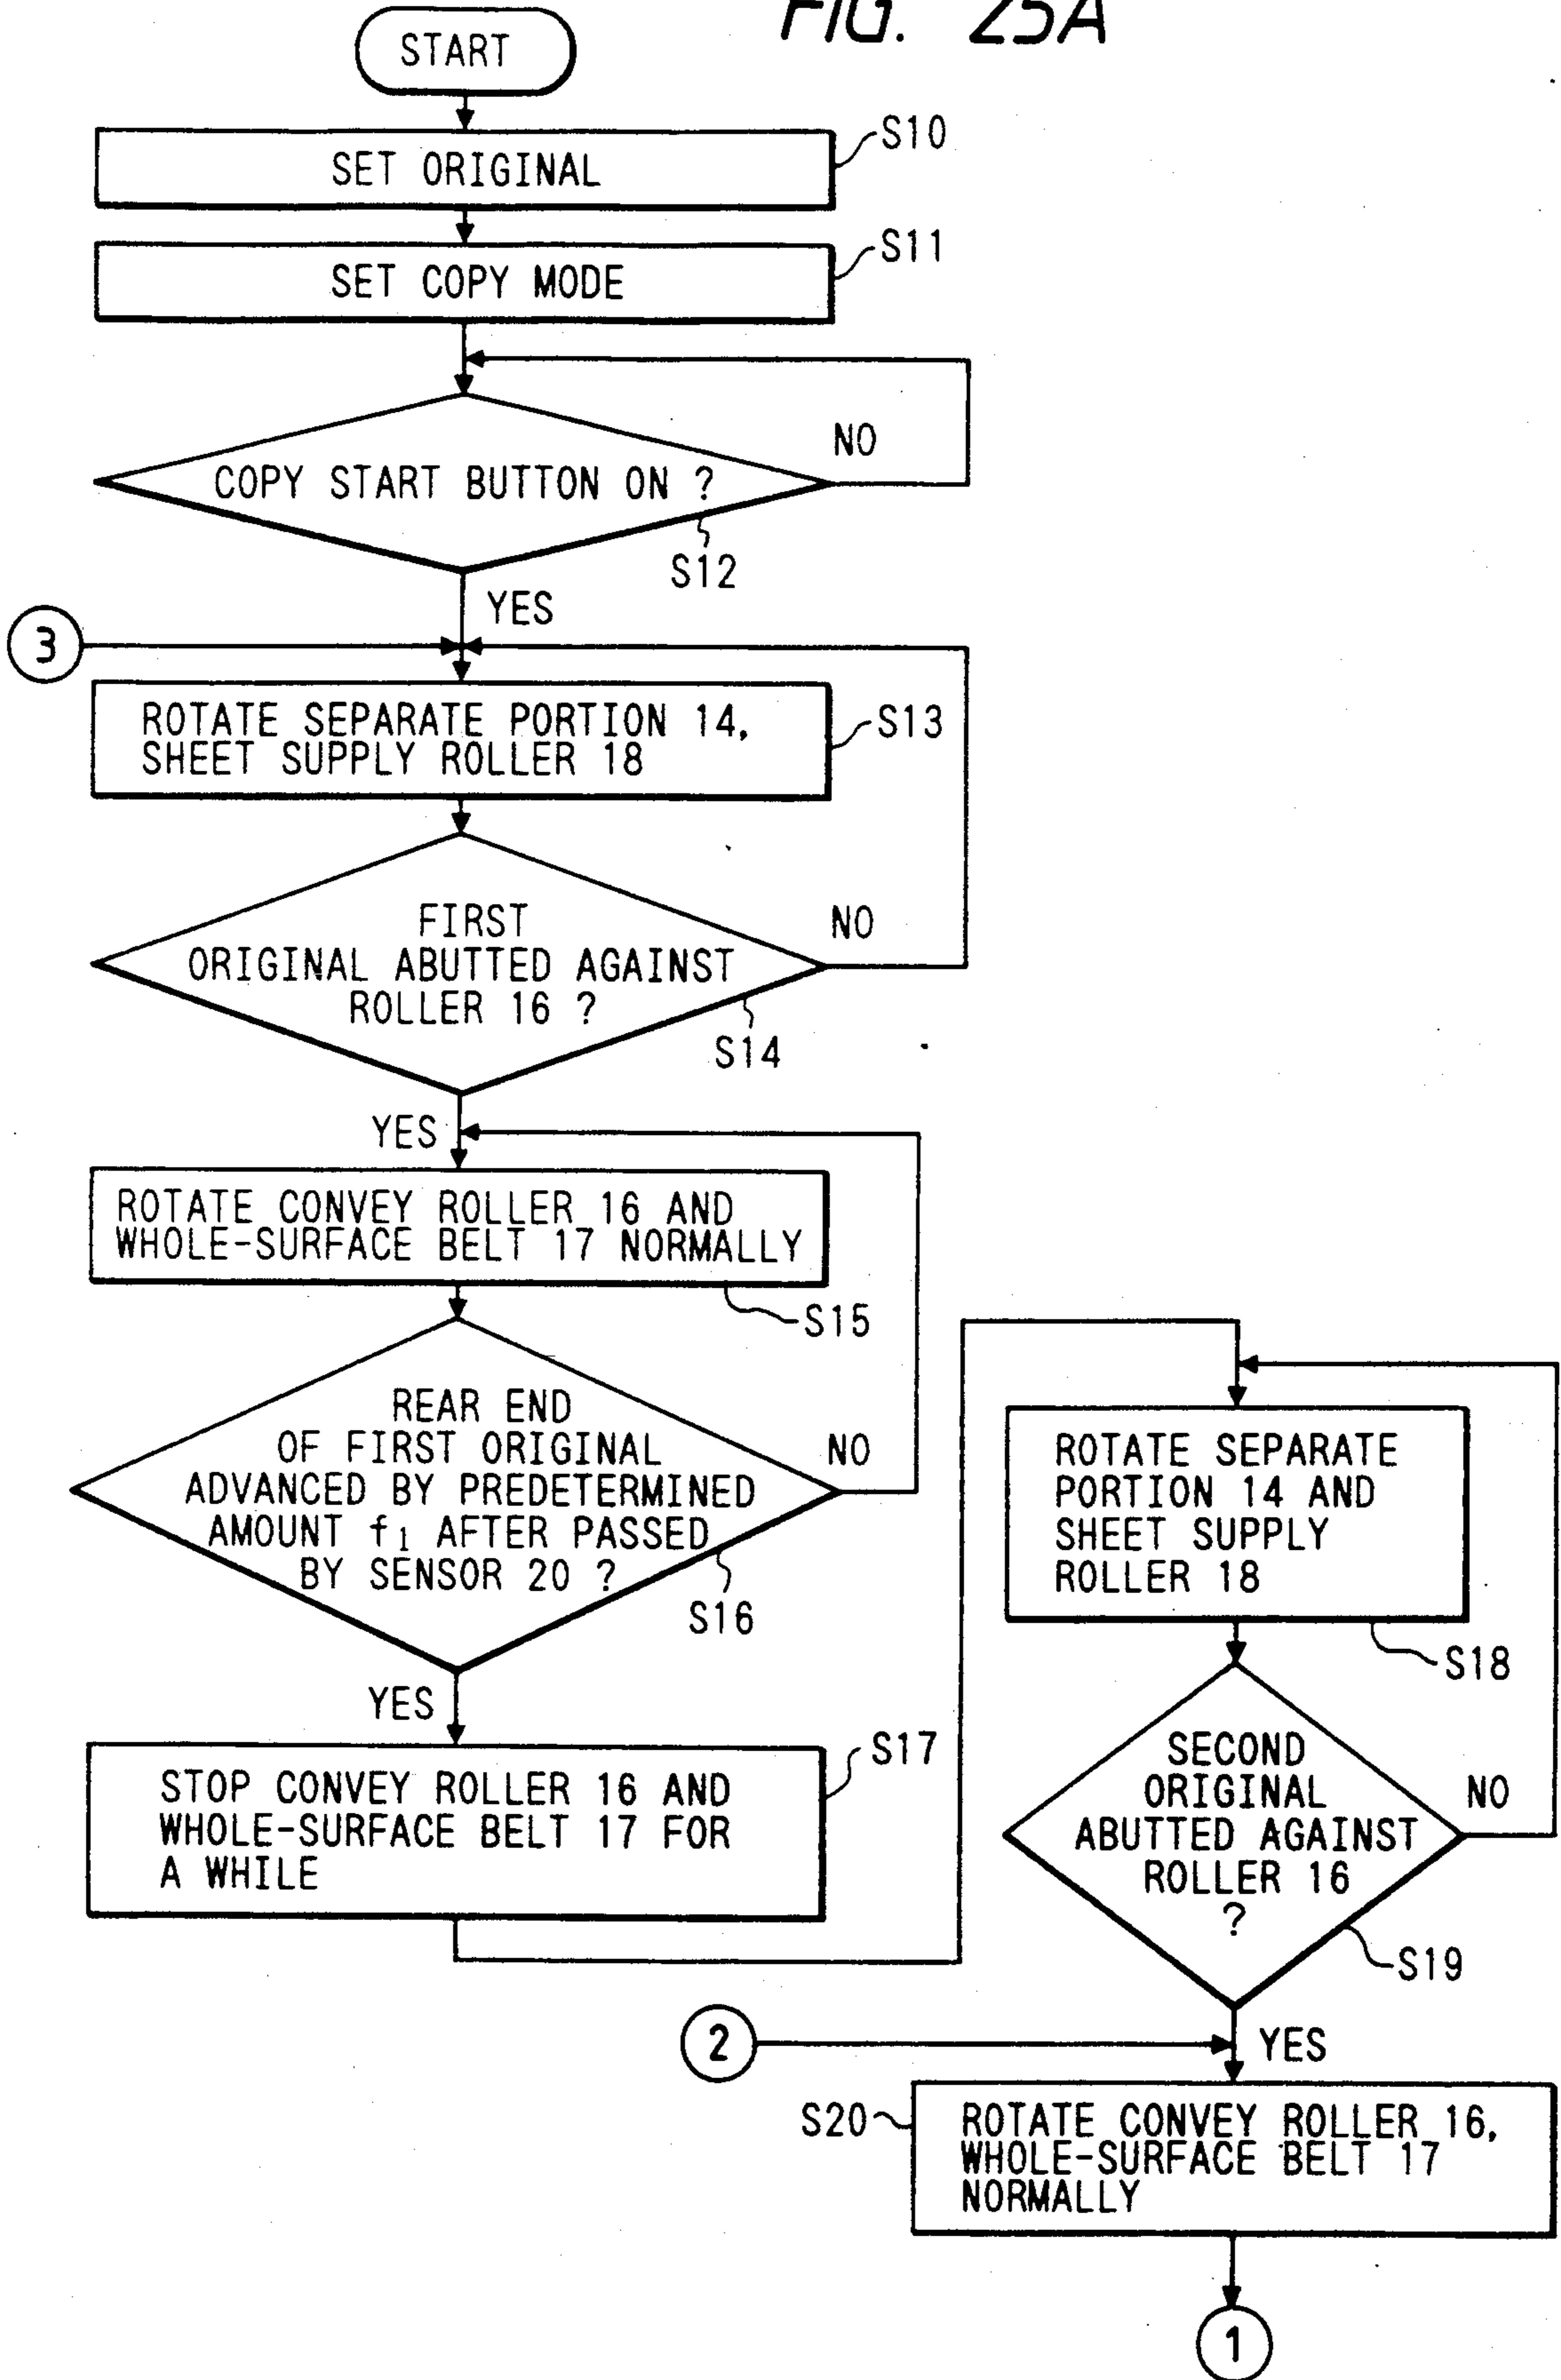 FIG. 25A
START
SET ORIGINAL
S10
SET COPY MODE
S11
COPY START BUTTON ON ?
NO
S12
YES
3
ROTATE SEPARATE PORTION 14,
SHEET SUPPLY ROLLER 18
S13
FIRST
ORIGINAL ABUTTED AGAINST
ROLLER 16 ?
NO
S14
YES
ROTATE CONVEY ROLLER 16 AND
WHOLE-SURFACE BELT 17 NORMALLY
S15
REAR END
OF FIRST ORIGINAL
ADVANCED BY PREDETERMINED
AMOUNT f1 AFTER PASSED
BY SENSOR 20 ?
NO
S16
YES
STOP CONVEY ROLLER 16 AND
WHOLE-SURFACE BELT 17 FOR
A WHILE
S17
ROTATE SEPARATE
PORTION 14 AND
SHEET SUPPLY
ROLLER 18
S18
SECOND
ORIGINAL
ABUTTED AGAINST
ROLLER 16
?
NO
S19
2
YES
S20
ROTATE CONVEY ROLLER 16,
WHOLE-SURFACE BELT 17
NORMALLY
1